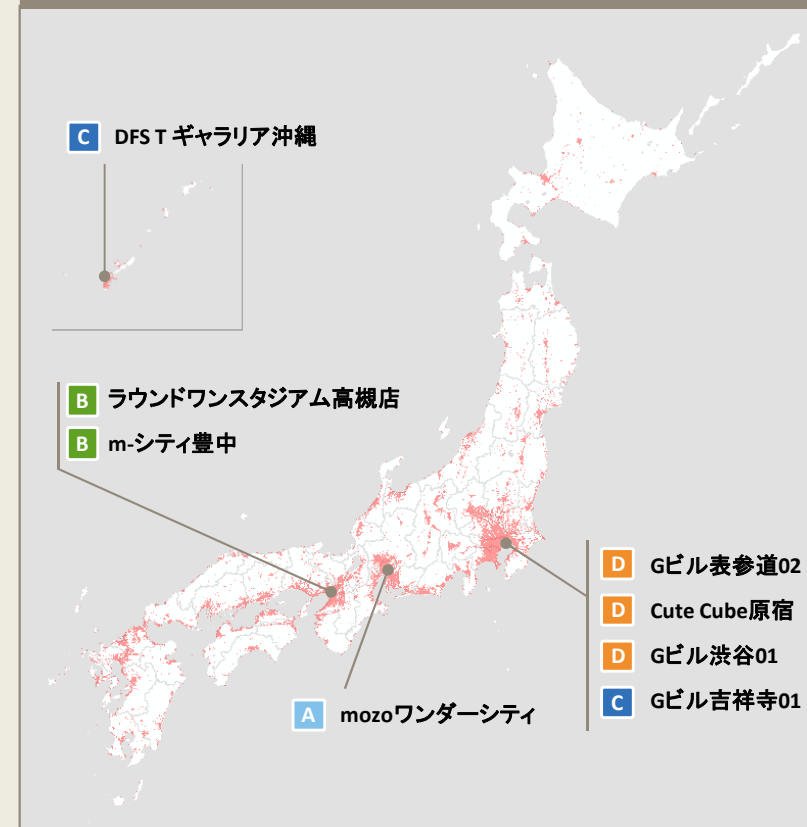 C DFS T ギャラリア沖縄
B ラウンドワンスタジアム高槻店
B m-シティ豊中
D Gビル表参道02
D Cute Cube原宿
D Gビル渋谷01
C Gビル吉祥寺01
A mozoワンダーシティ